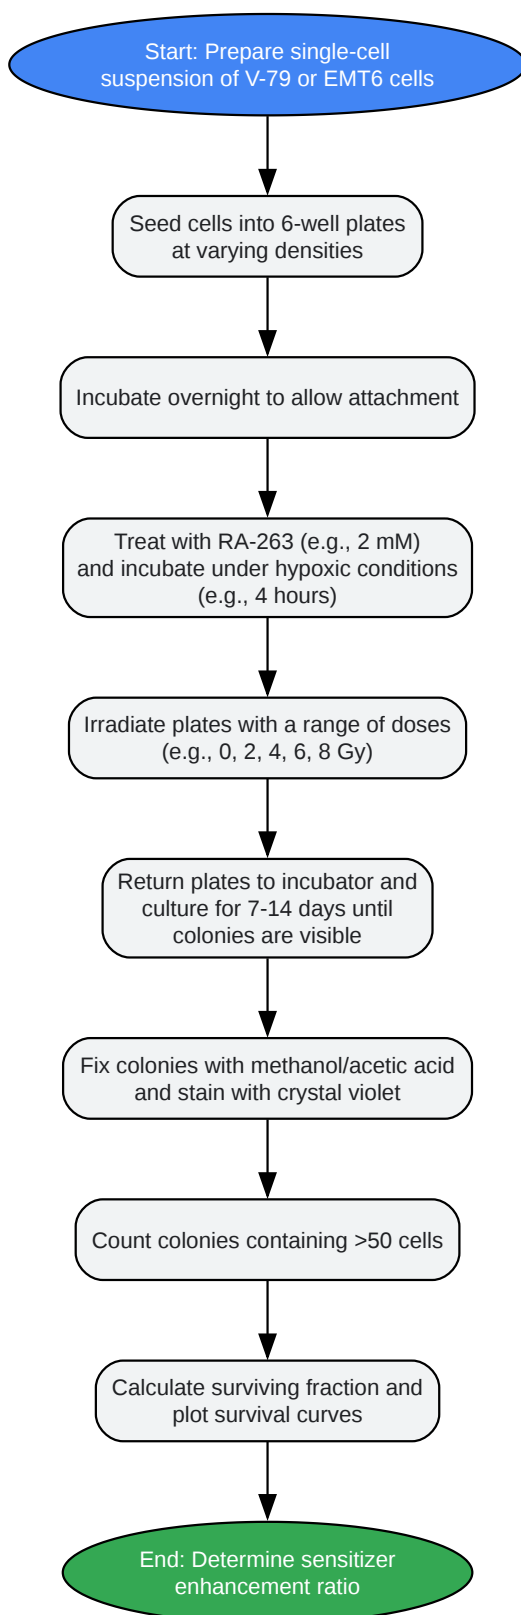 Start: Prepare single-cell
suspension of V-79 or EMT6 cells
Seed cells into 6-well plates
at varying densities
Incubate overnight to allow attachment
Treat with RA-263 (e.g., 2 mM)
and incubate under hypoxic conditions
(e.g., 4 hours)
Irradiate plates with a range of doses
(e.g., 0, 2, 4, 6, 8 Gy)
Return plates to incubator and
culture for 7-14 days until
colonies are visible
Fix colonies with methanol/acetic acid
and stain with crystal violet
Count colonies containing >50 cells
Calculate surviving fraction and
plot survival curves
End: Determine sensitizer
enhancement ratio